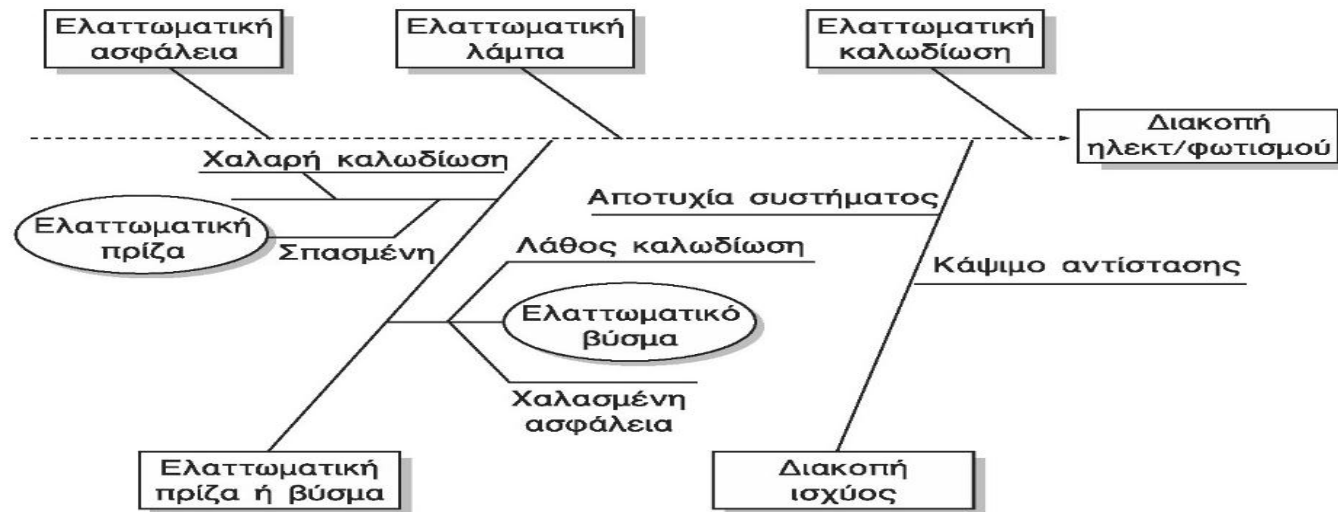 Ελαττωματική
ασφάλεια
Ελαττωματική
λάμπα
Ελαττωματική
καλωδίωση
Διακοπή
ηλεκτ/φωτισμού
Χαλαρή καλωδίωση
Ελαττωματική
πρίζα
Σπασμένη
Αποτυχία συστήματος
Λάθος καλωδίωση
Κάψιμο αντίστασης
Ελαττωματικό
βύσμα
Χαλασμένη
ασφάλεια
Ελαττωματική
πρίζα ή βύσμα
Διακοπή
ισχύος